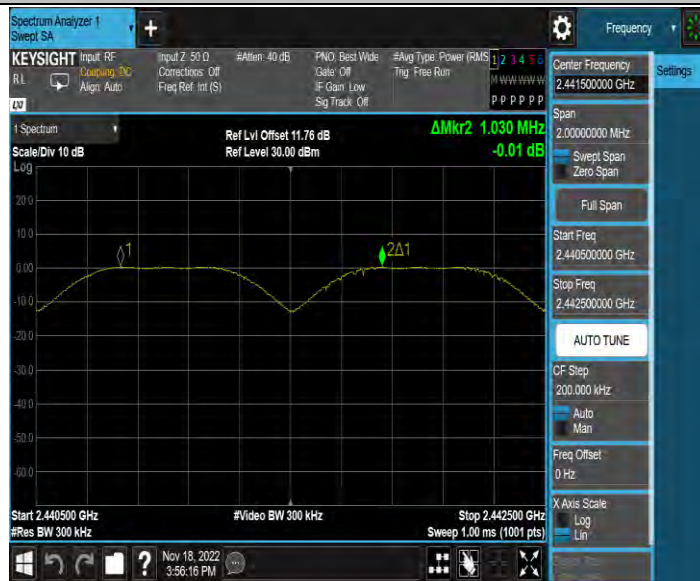 Spectrum Analyzer 1
Swept SA
Frequency
KEYSIGHT
RL
LXI
Input: RF
Coupling: DC
Align: Auto
Input Z: 50 Ω
Corrections: Off
Freq Ref: Int (S)
#Atten: 40 dB
PNO: Best Wide
Gate: Off
IF Gain: Low
Sig Track: Off
#Avg Type: Power (RMS
Trig: Free Run
1 2 3 4 5 6
M W W W W W
P P P P P P
1 Spectrum
Scale/Div 10 dB
Ref Lvl Offset 11.76 dB
Ref Level 30.00 dBm
ΔMkr2 1.030 MHz
-0.01 dB
Log
20.0
10.0
0.00
-10.0
-20.0
-30.0
-40.0
-50.0
-60.0
1
2Δ1
Start 2.440500 GHz
#Res BW 300 kHz
#Video BW 300 kHz
Stop 2.442500 GHz
Sweep 1.00 ms (1001 pts)
Nov 18, 2022
3:56:16 PM
Center Frequency
2.441500000 GHz
Settings
Span
2.00000000 MHz
Swept Span
Zero Span
Full Span
Start Freq
2.440500000 GHz
Stop Freq
2.442500000 GHz
AUTO TUNE
CF Step
200.000 kHz
Auto
Man
Freq Offset
0 Hz
X Axis Scale
Log
Lin